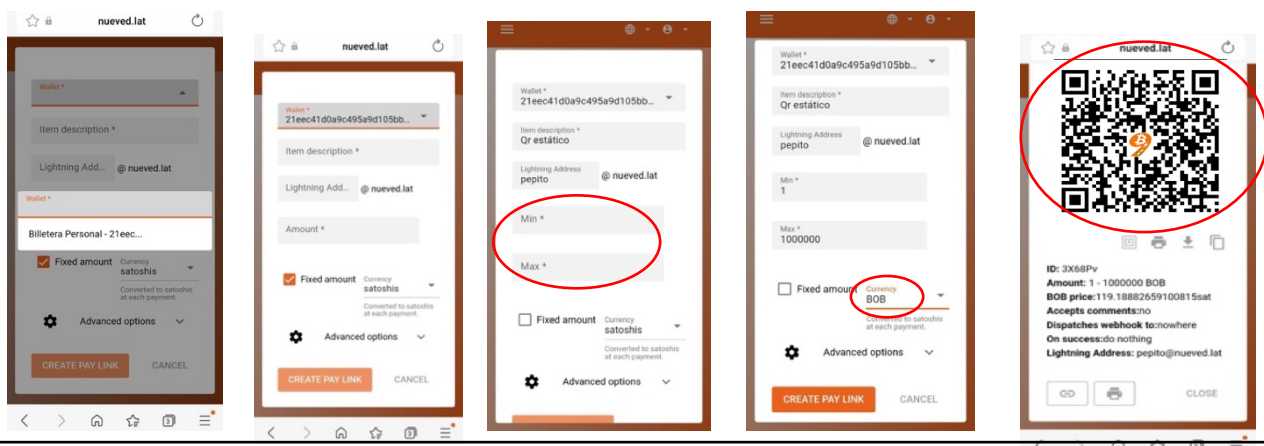 nueved.lat
Wallet *
Item description *
Lightning Add... @ nueved.lat
Wallet *
Billetera Personal - 21eec...
Fixed amount
Currency
satoshis
Converted to satoshis
at each payment.
Advanced options
CREATE PAY LINK CANCEL
3
nueved.lat
Wallet *
21eec41d0a9c495a9d105bb...
Item description *
Lightning Add... @ nueved.lat
Amount *
Fixed amount
Currency
satoshis
Converted to satoshis
at each payment.
Advanced options
CREATE PAY LINK CANCEL
3
Wallet *
21eec41d0a9c495a9d105bb...
Item description *
Qr estático
Lightning Address
pepito @ nueved.lat
Min *
Max *
Fixed amount
Currency
satoshis
Converted to satoshis
at each payment.
Advanced options
Wallet *
21eec41d0a9c495a9d105bb...
Item description *
Qr estático
Lightning Address
pepito @ nueved.lat
Min *
1
Max *
1000000
Fixed amount
Currency
BOB
Converted to satoshis
at each payment.
Advanced options
CREATE PAY LINK CANCEL
nueved.lat
ID: 3X68Pv
Amount: 1 - 1000000 BOB
BOB price:119.18882659100815sat
Accepts comments:no
Dispatches webhook to:nowhere
On success:do nothing
Lightning Address: pepito@nueved.lat
CLOSE